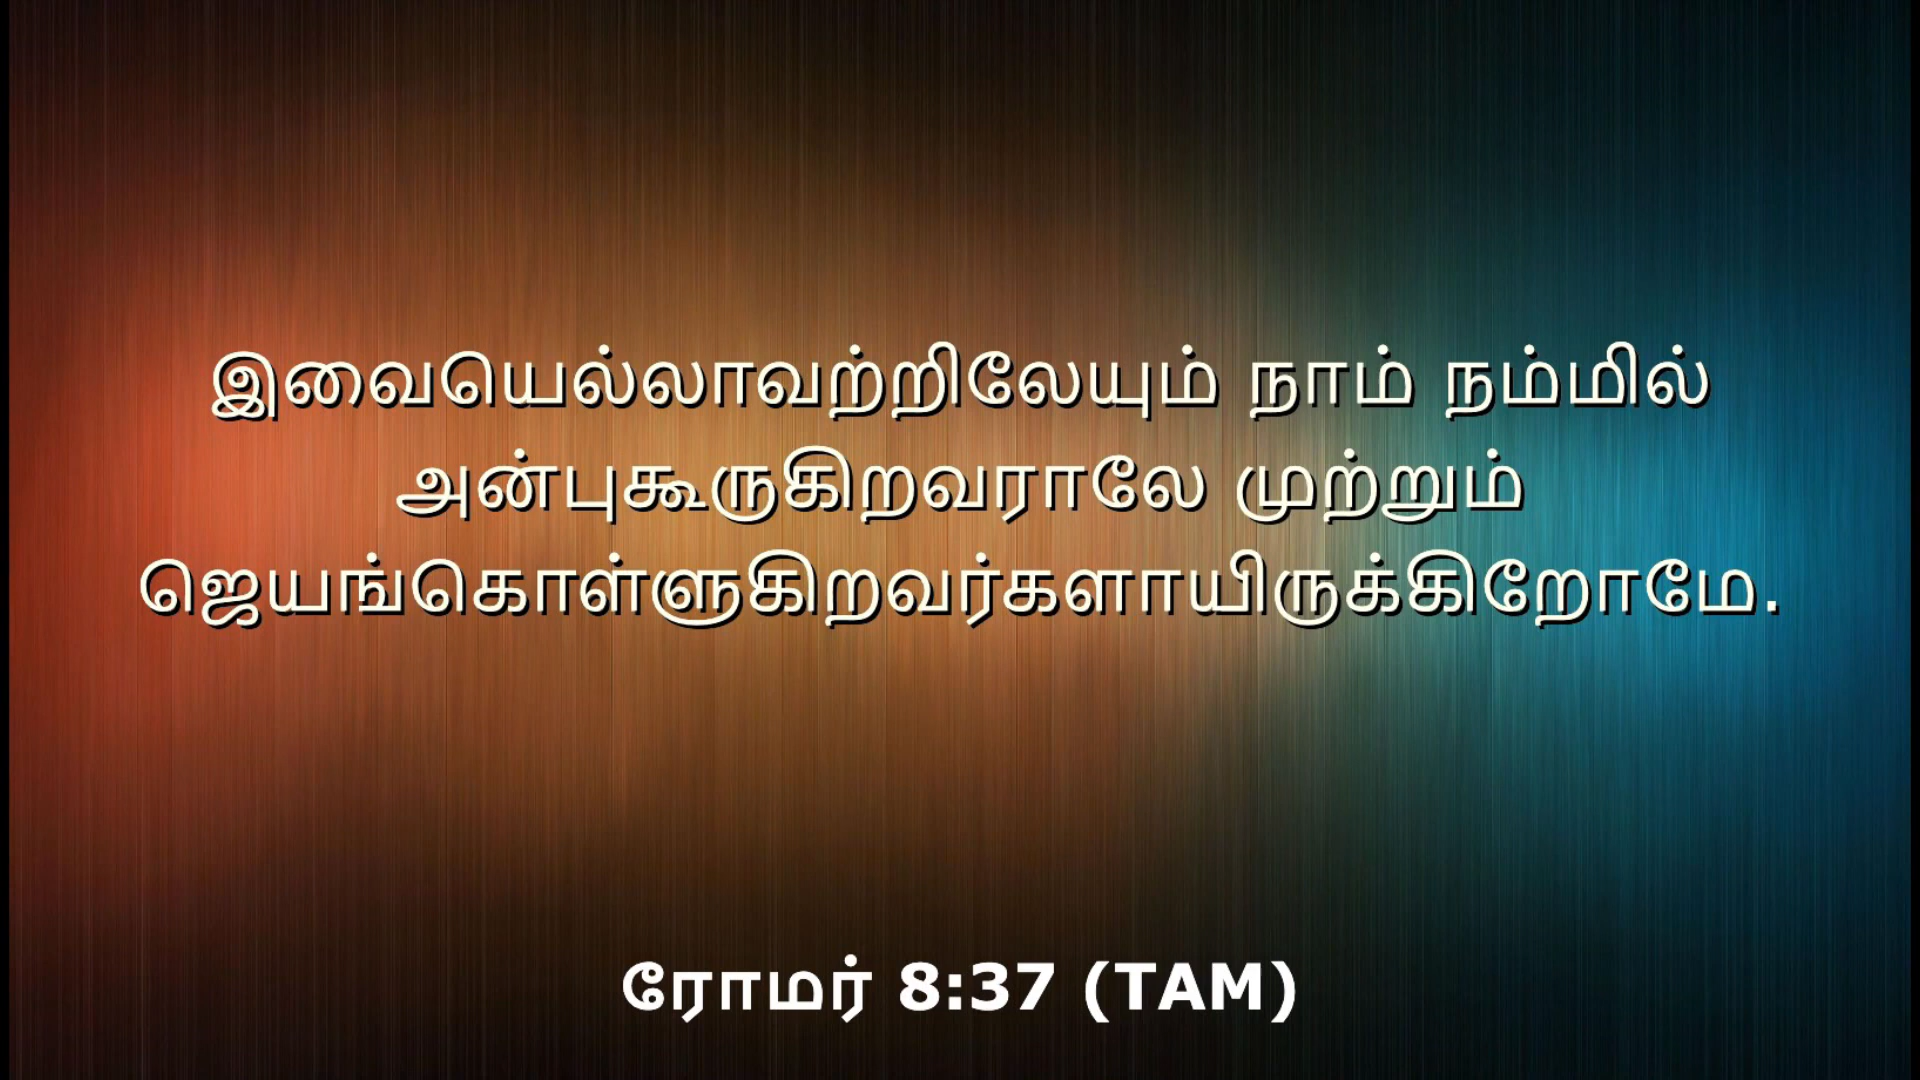 இவையெல்லாவற்றிலேயும் நாம் நம்மில்
அன்புகூருகிறவராலே முற்றும்
ஜெயங்கொள்ளுகிறவர்களாயிருக்கிறோமே.
ரோமர் 8:37 (TAM)